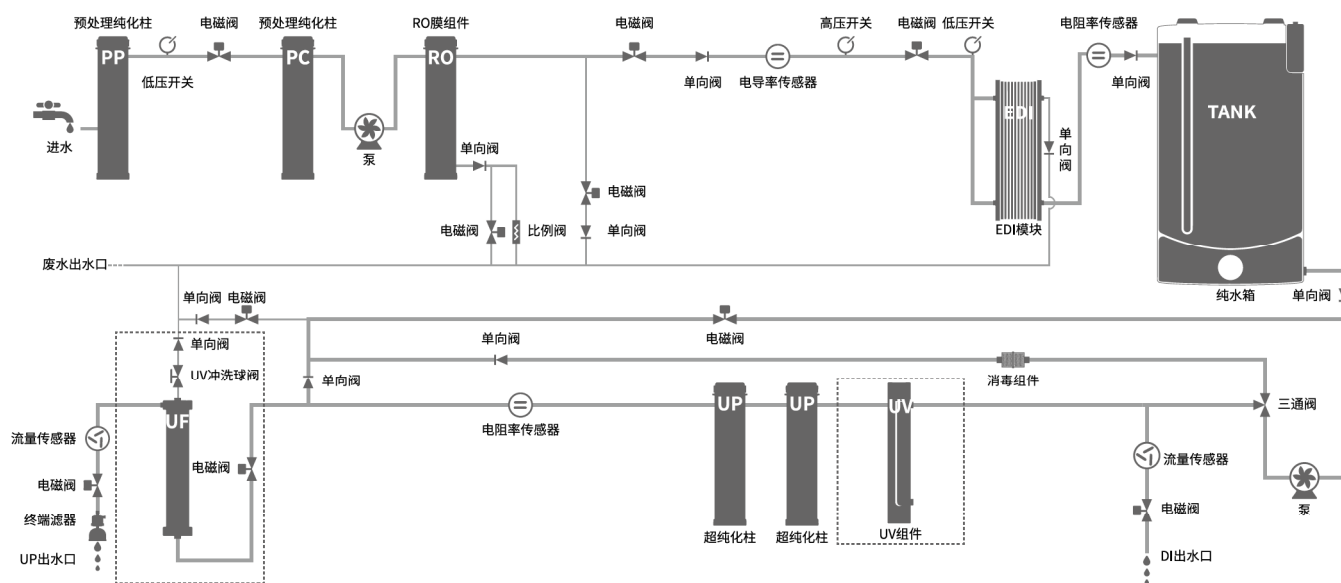 预处理纯化柱
电磁阀
预处理纯化柱
RO膜组件
电磁阀
高压开关
电磁阀
低压开关
电阻率传感器
PP
低压开关
PC
RO
单向阀
电导率传感器
单向阀
EDI
TANK
进水
泵
单向阀
单向阀
电磁阀
电磁阀
比例阀
单向阀
EDI模块
废水出水口
纯水箱
单向阀
单向阀
电磁阀
电磁阀
单向阀
单向阀
UV冲洗球阀
单向阀
消毒组件
UF
UP
UP
UV
三通阀
流量传感器
电阻率传感器
电磁阀
流量传感器
电磁阀
终端滤器
UP出水口
超纯化柱
超纯化柱
UV组件
电磁阀
泵
DI出水口